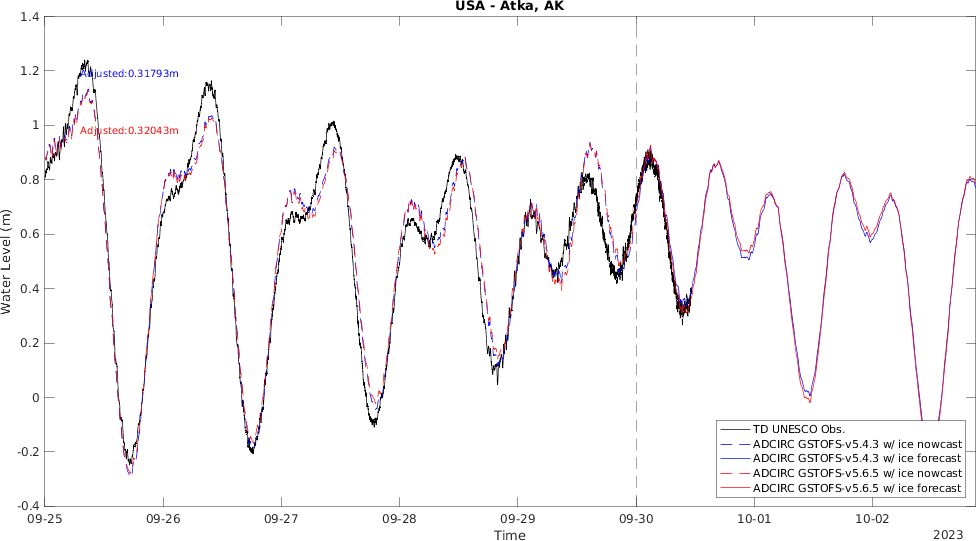 USA - Atka, AK
1.4
1.2
1
0.8
0.6
0.4
0.2
0
-0.2
-0.4
Water Level (m)
Adjusted:0.31793m
Adjusted:0.32043m
TD UNESCO Obs.
ADCIRC GSTOFS-v5.4.3 w/ ice nowcast
ADCIRC GSTOFS-v5.4.3 w/ ice forecast
ADCIRC GSTOFS-v5.6.5 w/ ice nowcast
ADCIRC GSTOFS-v5.6.5 w/ ice forecast
09-25 09-26 09-27 09-28 09-29 09-30 10-01 10-02
Time
2023